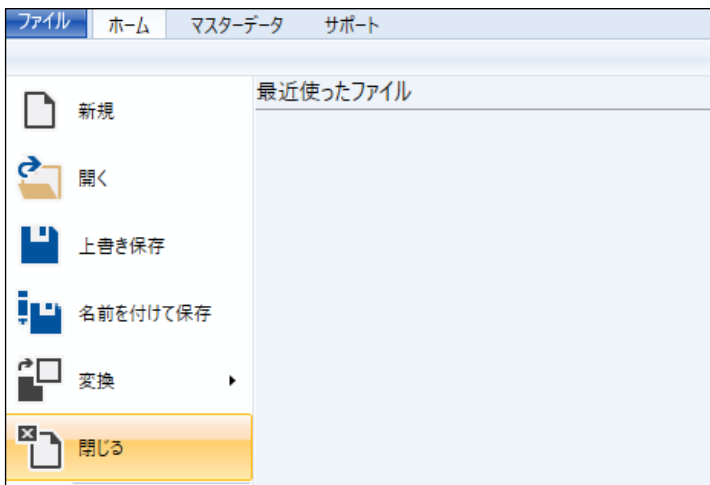 ファイル ホーム マスターデータ サポート
最近使ったファイル
新規
開く
上書き保存
名前を付けて保存
変換
閉じる